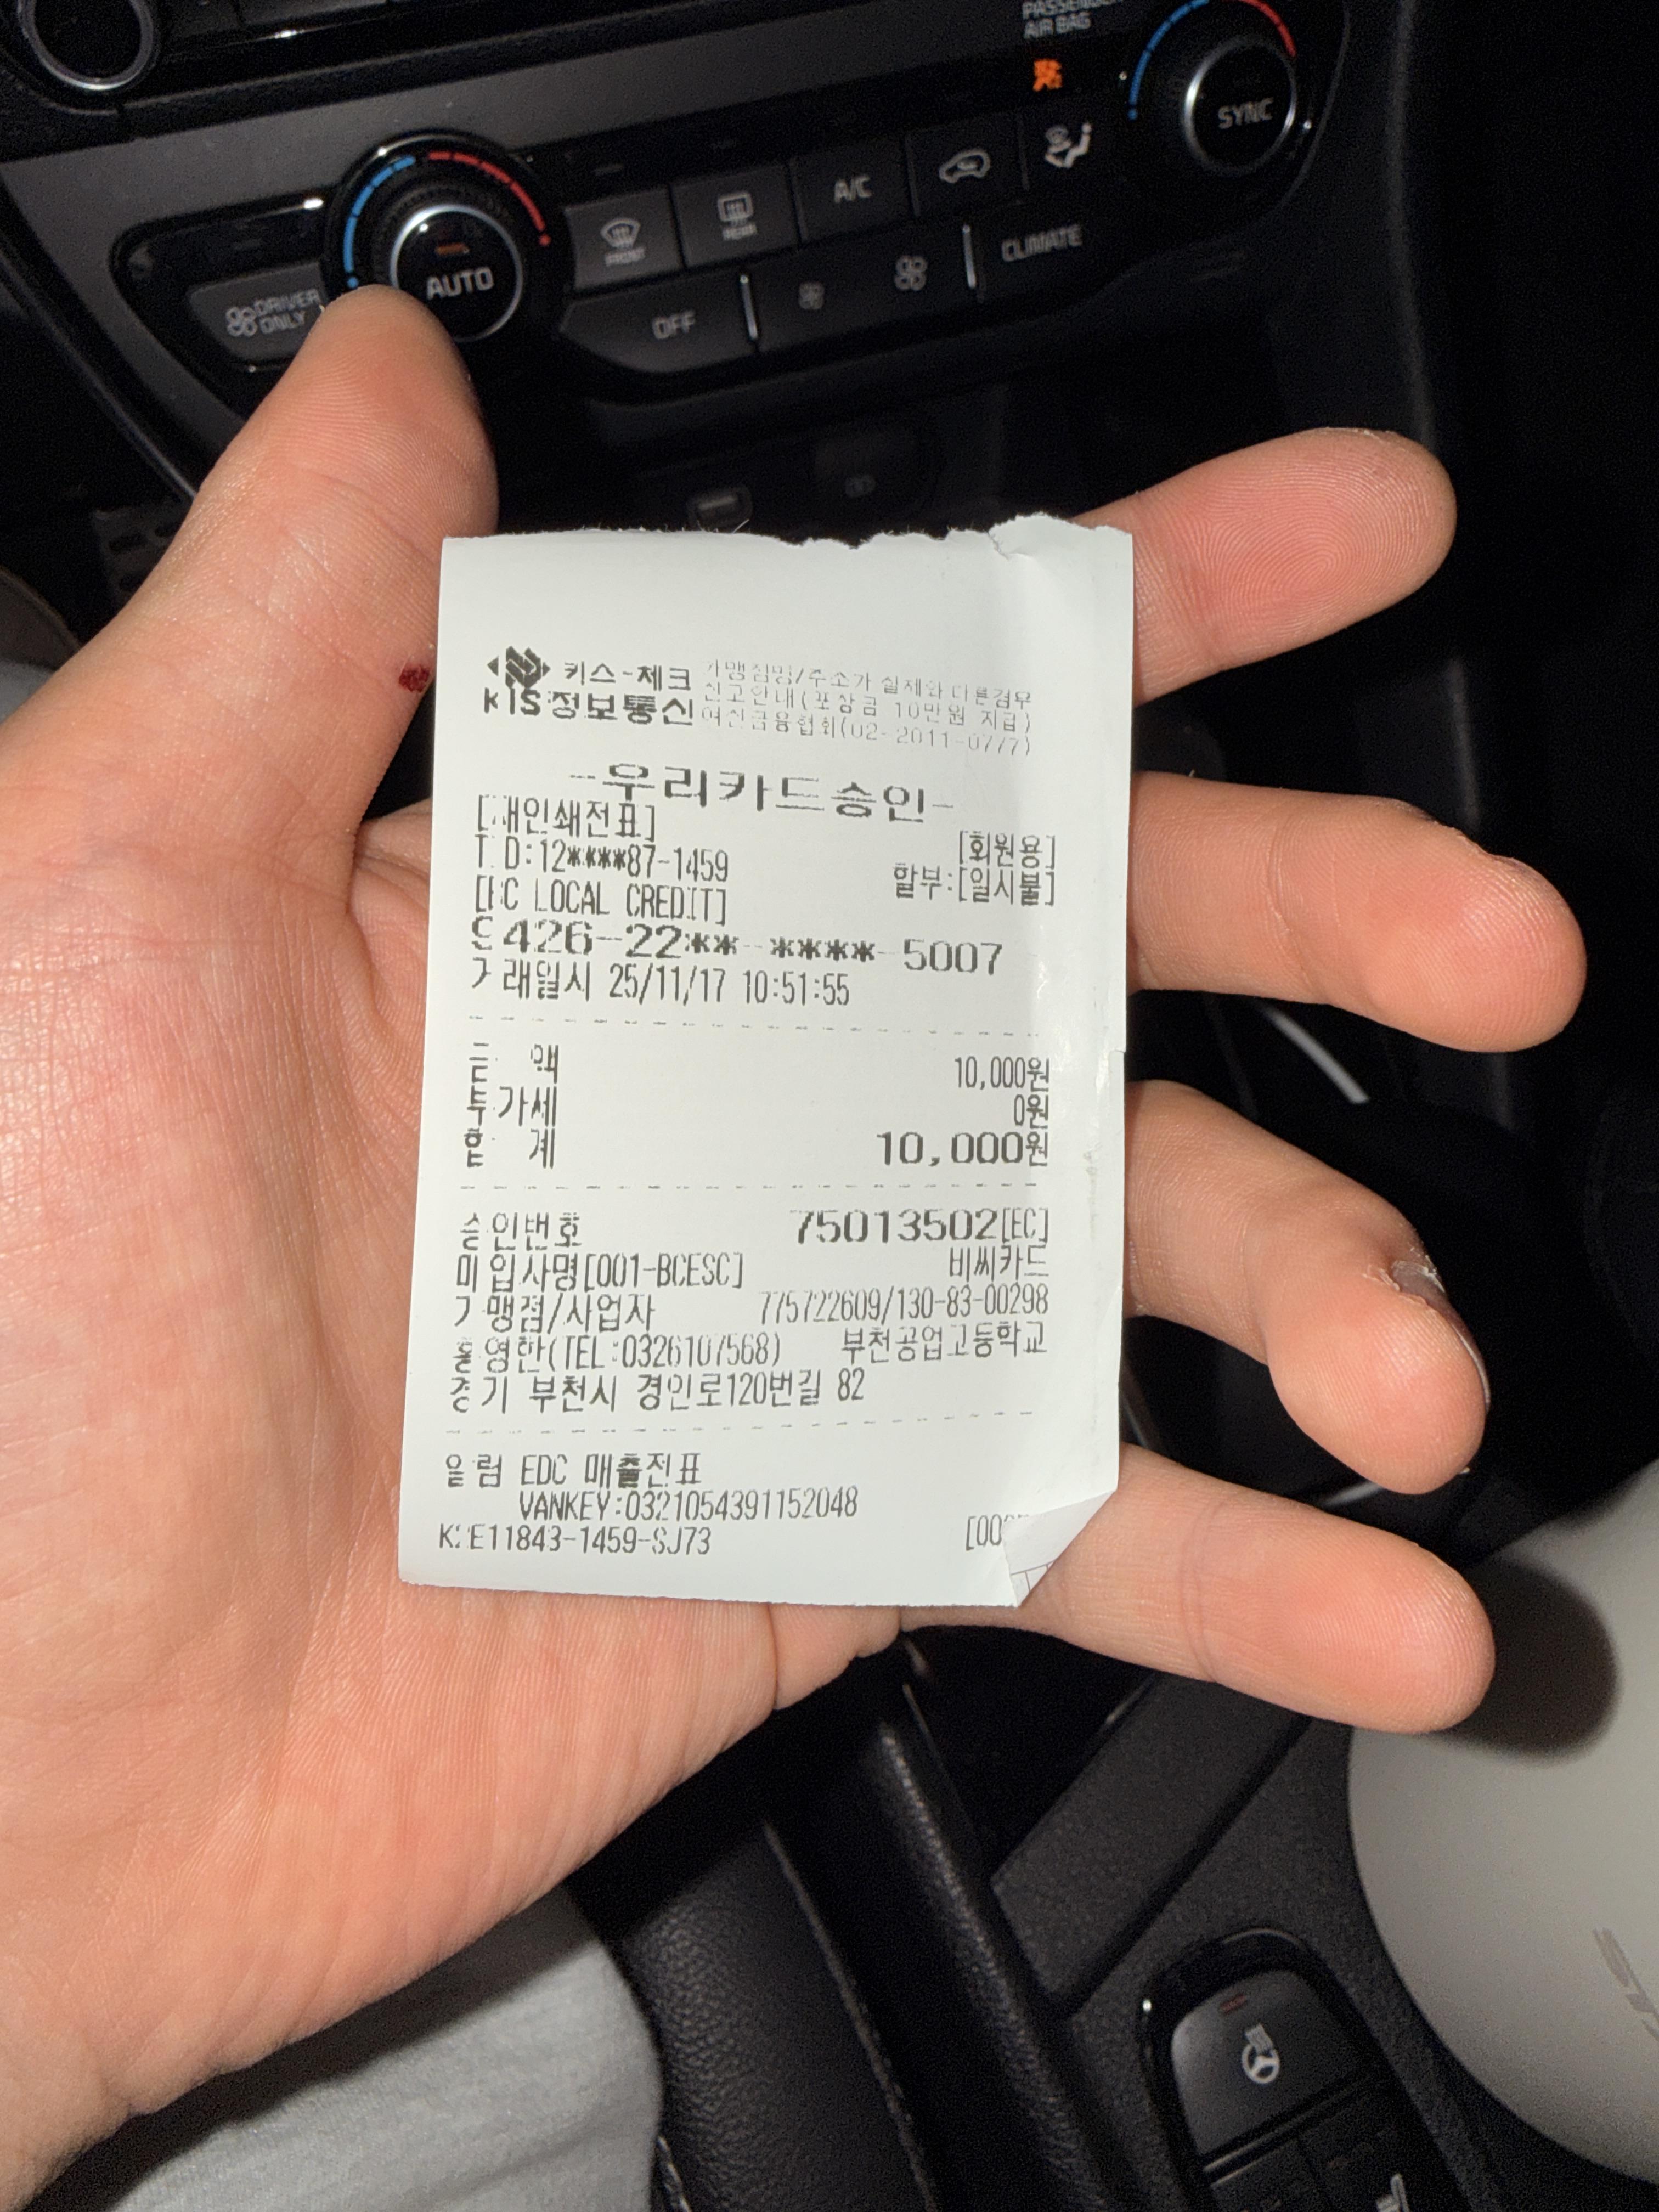 PASSENGER
AIR BAG
SYNC
AUTO
DRIVER
ONLY
FRONT
REAR
A/C
OFF
CLIMATE
키스-체크
KIS정보통신
가맹점명/주소가 실제와 다른경우
신고안내(포상금 10만원 지급)
여신금융협회(02-2011-0777)
--우리카드승인-
[재인쇄전표]
[회원용]
TID:12****87-1459
할부:[일시불]
[BC LOCAL CREDIT]
9426-22**-****-5007
거래일시 25/11/17 10:51:55
금 액 10,000원
부가세 0원
합 계 10,000원
승인번호 75013502[EC]
매입사명[001-BCESC] 비씨카드
가맹점/사업자 775722609/130-83-00298
홍영한(TEL:0326107568) 부천공업고등학교
경기 부천시 경인로120번길 82
알림 EDC 매출전표
VANKEY:0321054391152048
E11843-1459-SJ73
[00